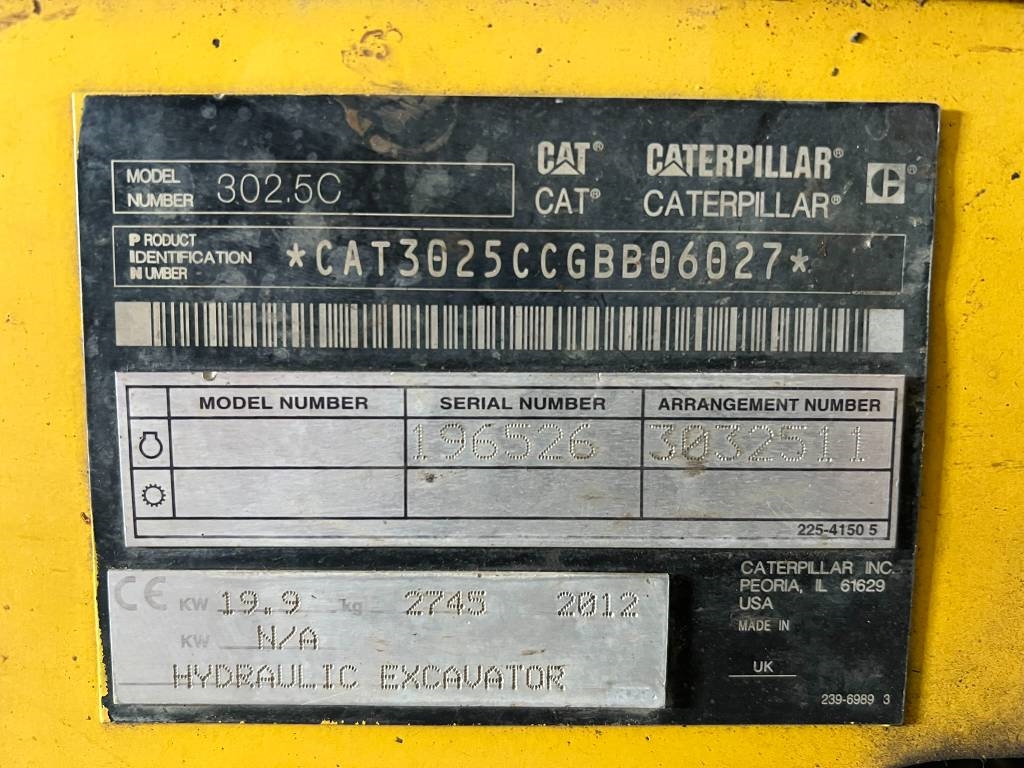 MODEL
NUMBER 302.5C
CAT® CATERPILLAR®
CAT® CATERPILLAR®
PRODUCT
IDENTIFICATION
NUMBER *CAT3025CCGBB06027*
MODEL NUMBER SERIAL NUMBER ARRANGEMENT NUMBER
196526 3032511
225-4150 5
CE KW 19.9 kg 2745 2012
KW N/A
HYDRAULIC EXCAVATOR
CATERPILLAR INC.
PEORIA, IL 61629
USA
MADE IN
UK
239-6989 3